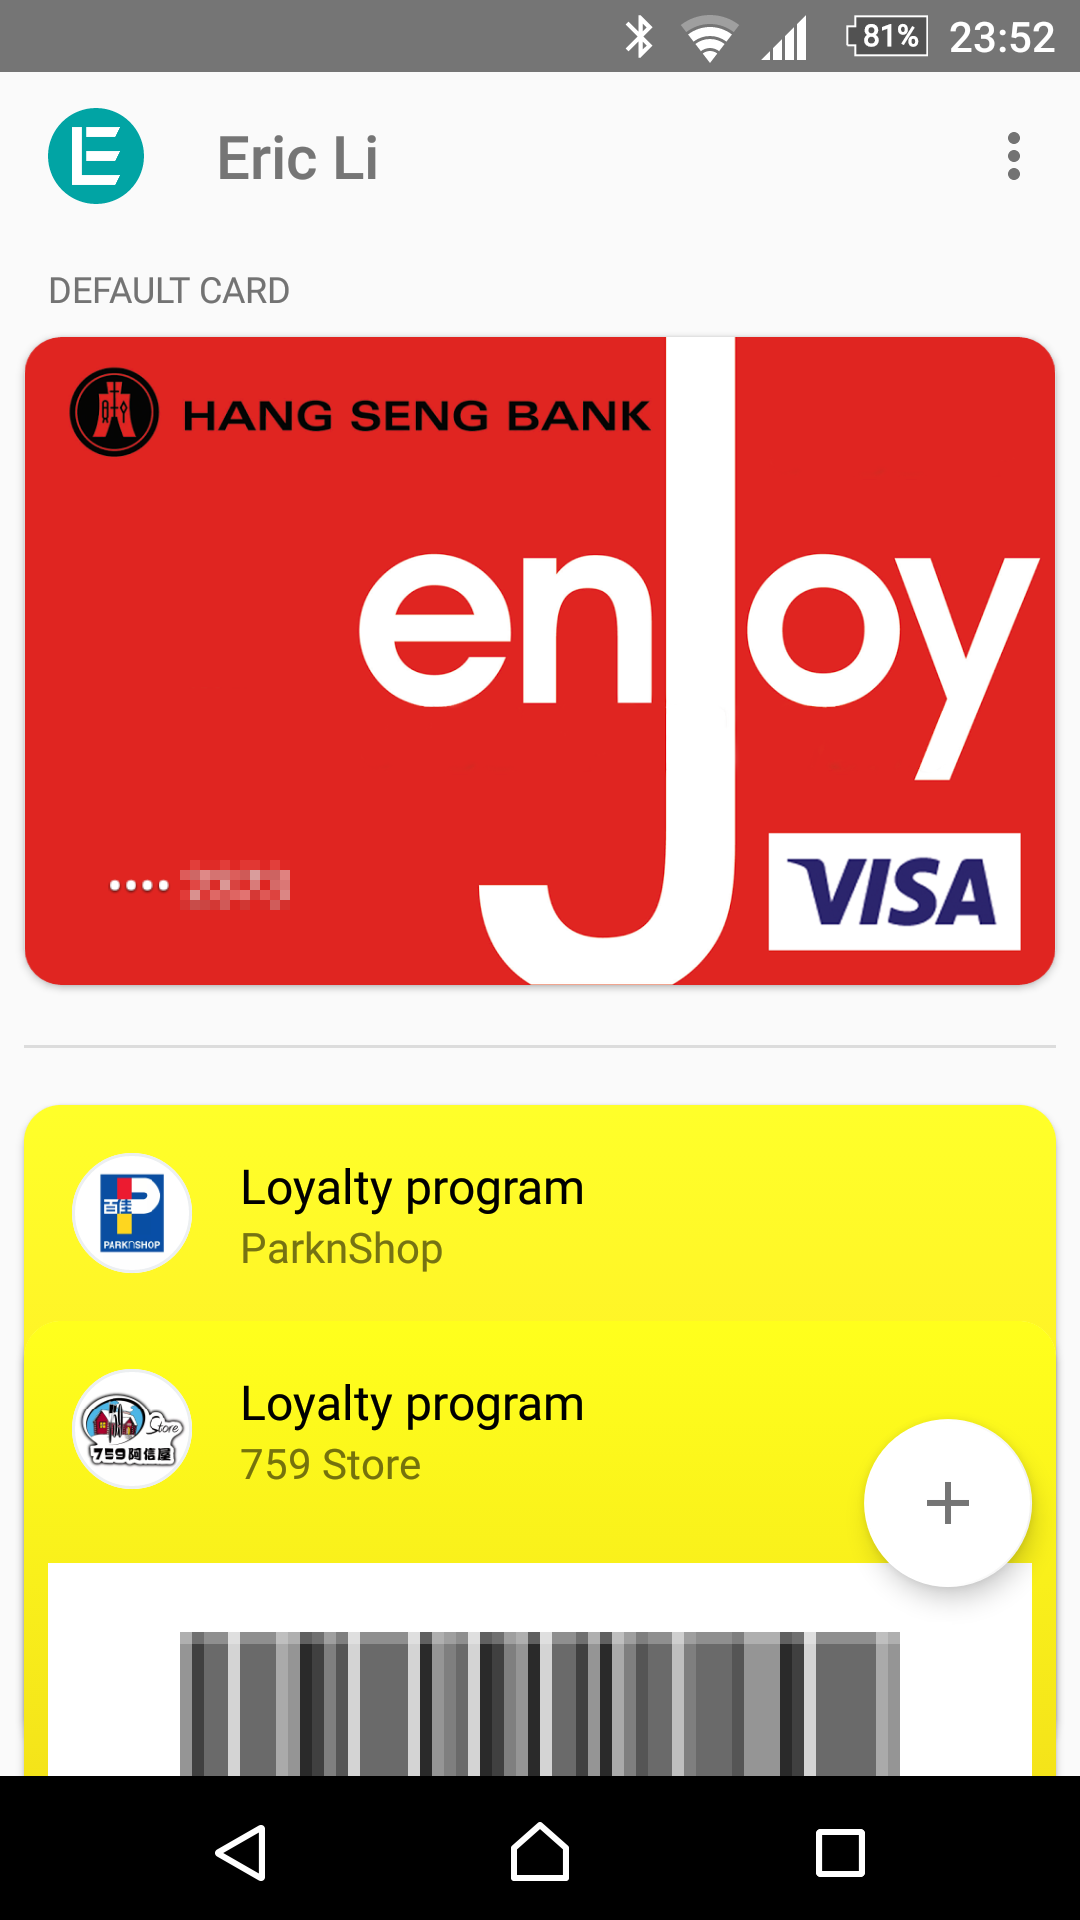 81% 23:52
Eric Li
DEFAULT CARD
HANG SENG BANK
enJoy
VISA
Loyalty program
ParknShop
百佳
PARKNSHOP
Loyalty program
759 Store
Store
759阿信屋